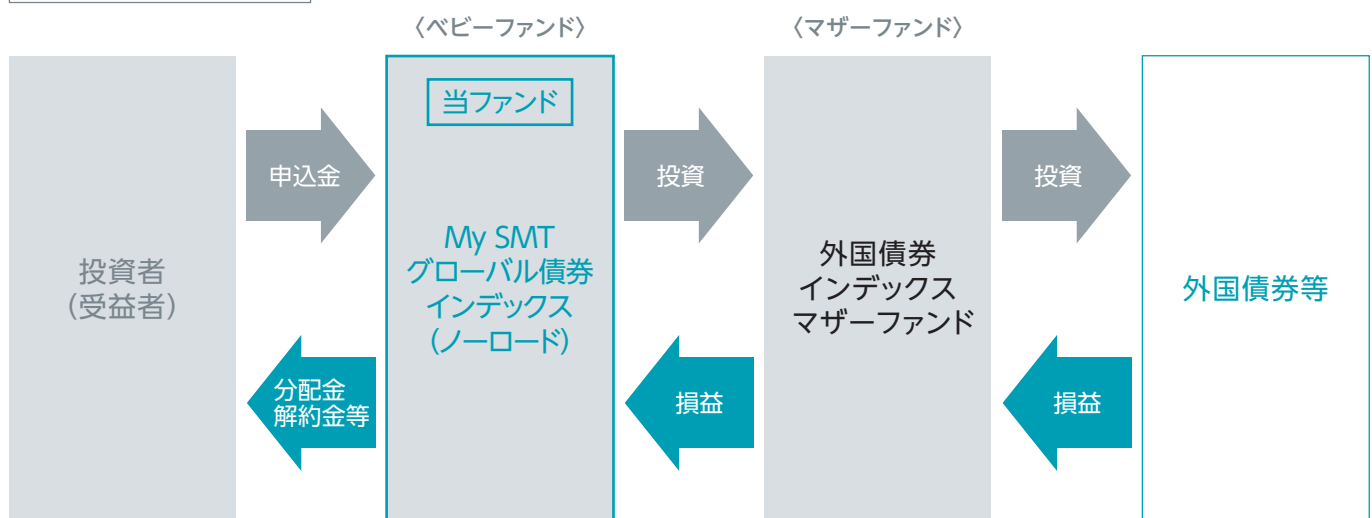 〈ベビーファンド〉
〈マザーファンド〉
投資者
(受益者)
申込金
分配金
解約金等
当ファンド
My SMT
グローバル債券
インデックス
(ノーロード)
投資
損益
外国債券
インデックス
マザーファンド
投資
損益
外国債券等